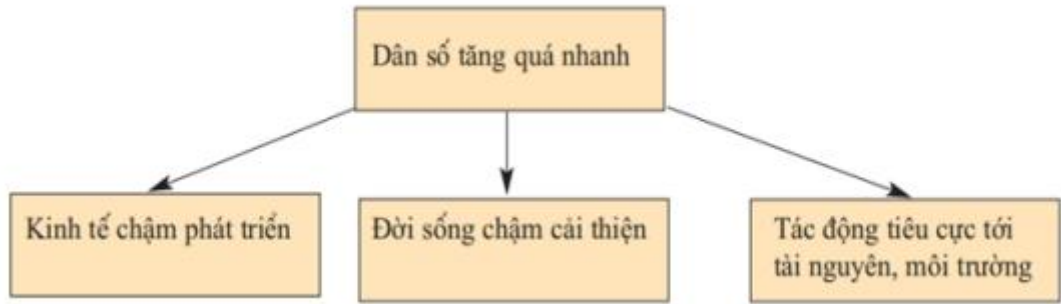 Dân số tăng quá nhanh
Kinh tế chậm phát triển
Đời sống chậm cải thiện
Tác động tiêu cực tới
tài nguyên, môi trường